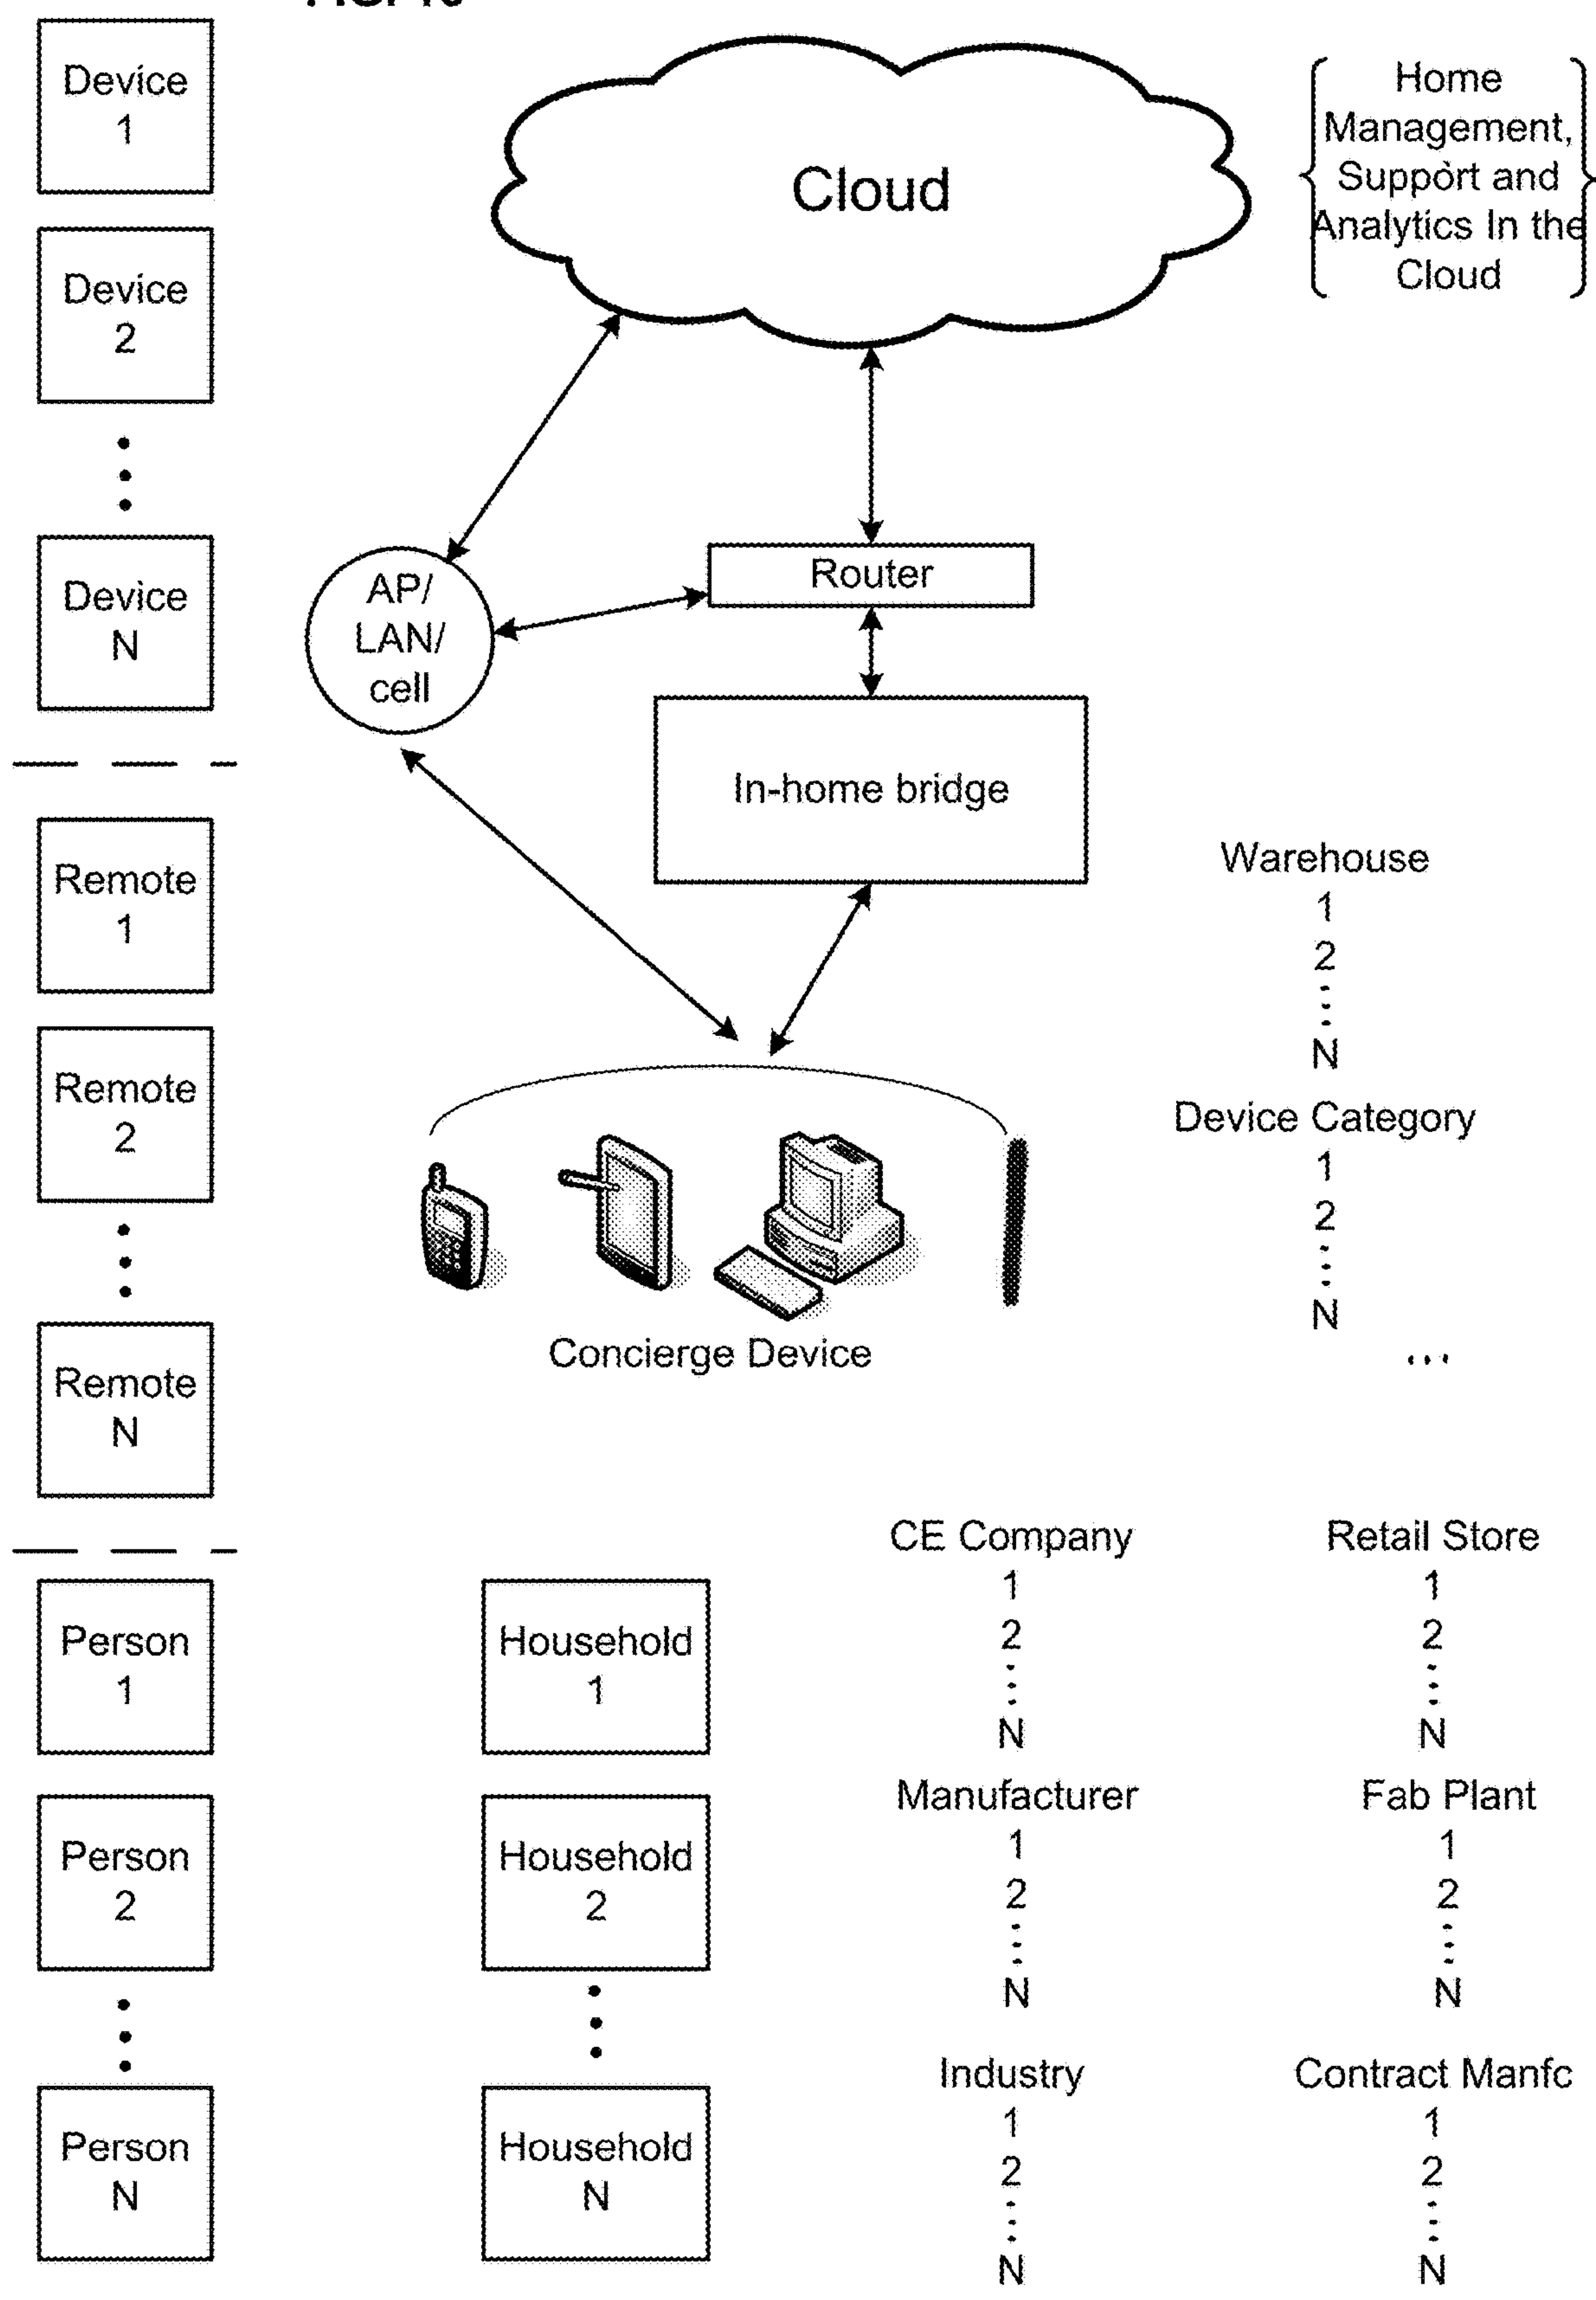 Device
1
Device
2
Device
N
Remote
1
Remote
2
Remote
N
Person
1
Person
2
Person
N
Cloud
Home
Management,
Support and
Analytics In the
Cloud
AP/
LAN/
cell
Router
In-home bridge
Concierge Device
Warehouse
1
2
N
Device Category
1
2
N
...
Household
1
Household
2
Household
N
CE Company
1
2
N
Retail Store
1
2
N
Manufacturer
1
2
N
Fab Plant
1
2
N
Industry
1
2
N
Contract Manfc
1
2
N